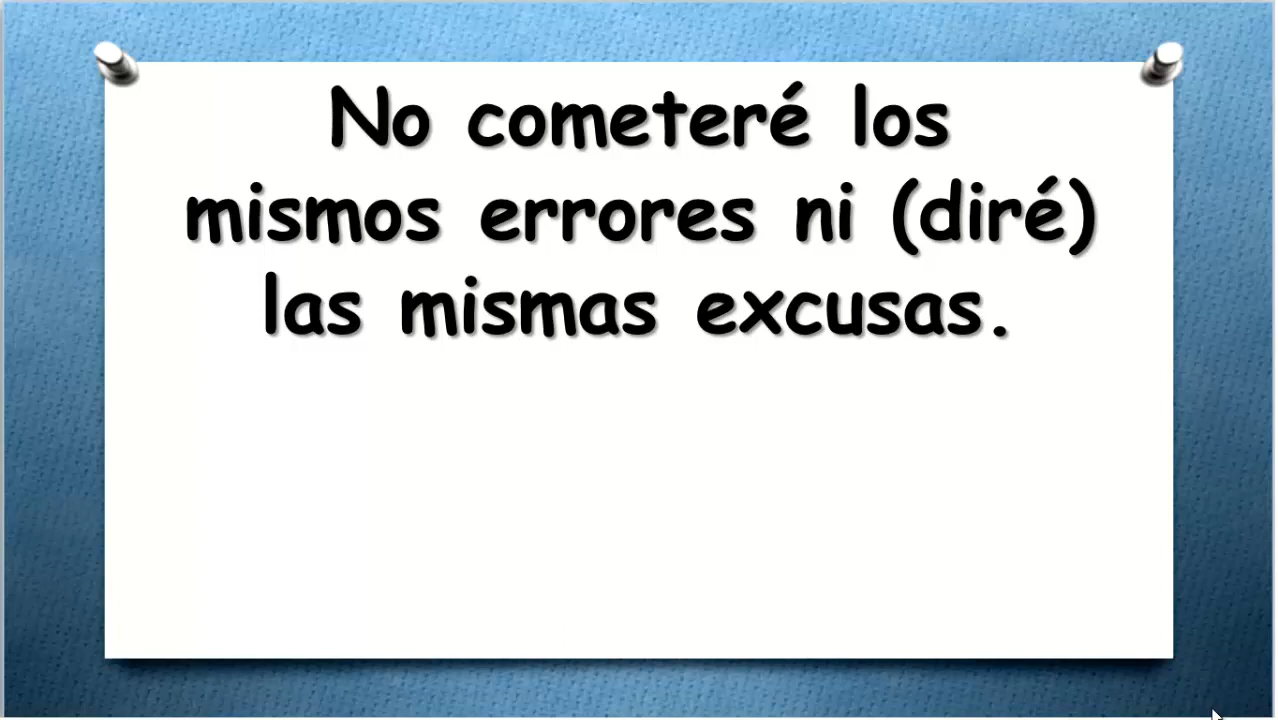 No cometeré los
mismos errores ni (diré)
las mismas excusas.